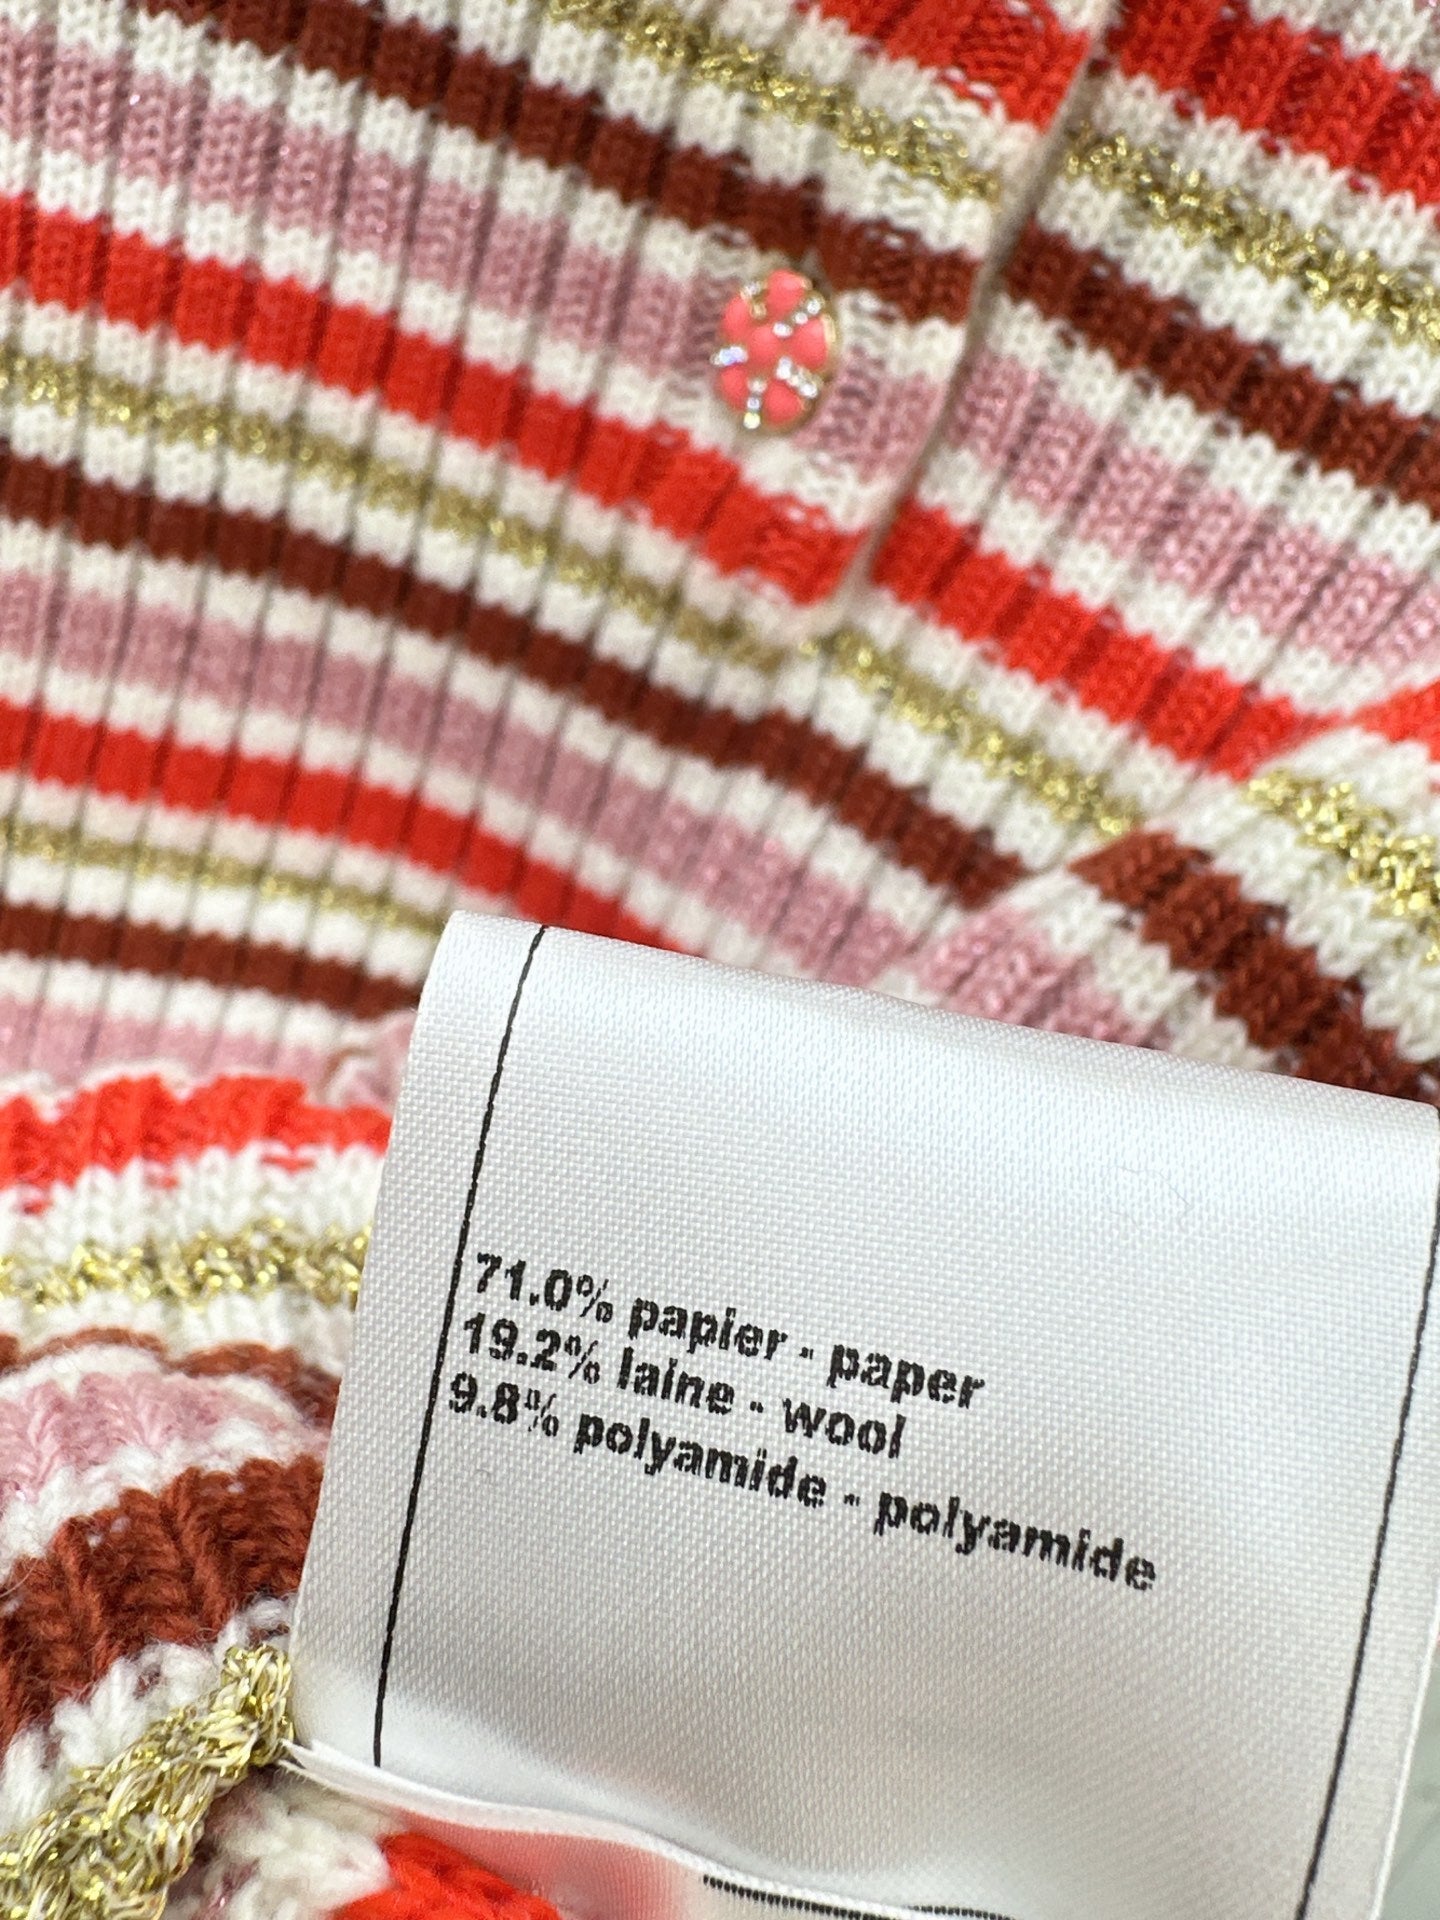 71.0% papier - paper
19.2% laine - wool
9.8% polyamide - polyamide